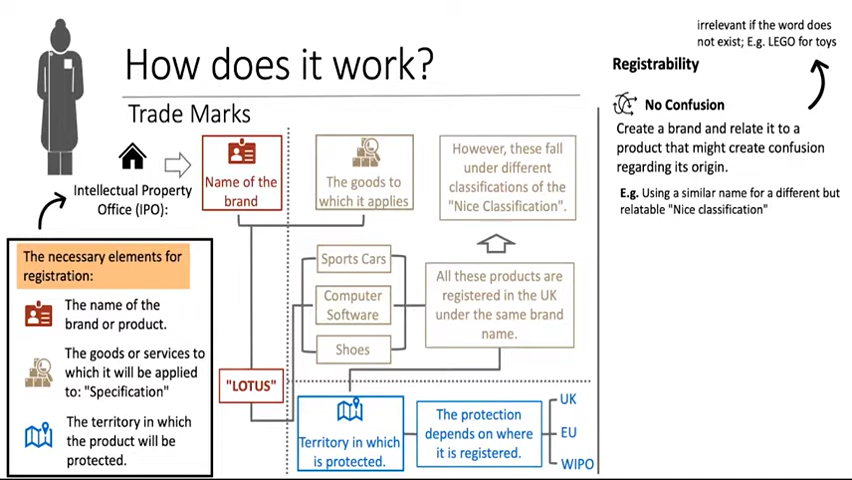 irrelevant if the word does
not exist; E.g. LEGO for toys
How does it work?
Registrability
Trade Marks
No Confusion
Create a brand and relate it to a
product that might create confusion
regarding its origin.
E.g. Using a similar name for a different but
relatable "Nice classification"
Intellectual Property
Office (IPO):
Name of the
brand
The goods to
which it applies
However, these fall
under different
classifications of the
"Nice Classification".
The necessary elements for
registration:
The name of the
brand or product.
The goods or services to
which it will be applied
to: "Specification"
The territory in which
the product will be
protected.
Sports Cars
Computer
Software
Shoes
All these products are
registered in the UK
under the same brand
name.
"LOTUS"
Territory in which
is protected.
The protection
depends on where
it is registered.
UK
EU
WIPO